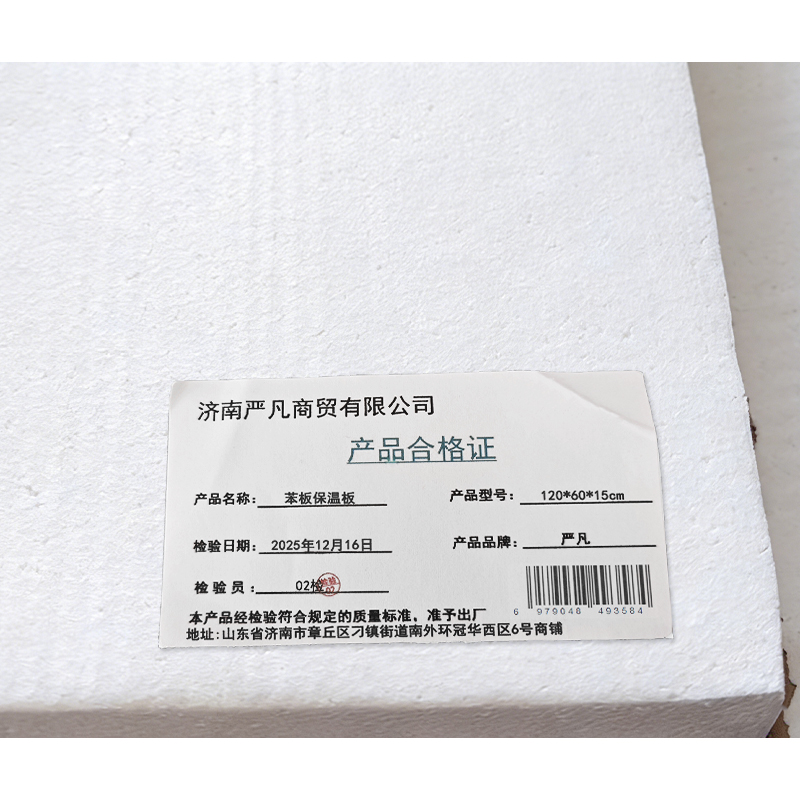 济南严凡商贸有限公司
产品合格证
产品名称: 苯板保温板 产品型号: 120*60*15cm
检验日期: 2025年12月16日 产品品牌: 严凡
检 验 员 : 02检 检验 02
6 979048 493584
本产品经检验符合规定的质量标准，准予出厂
地址:山东省济南市章丘区刁镇街道南外环冠华西区6号商铺